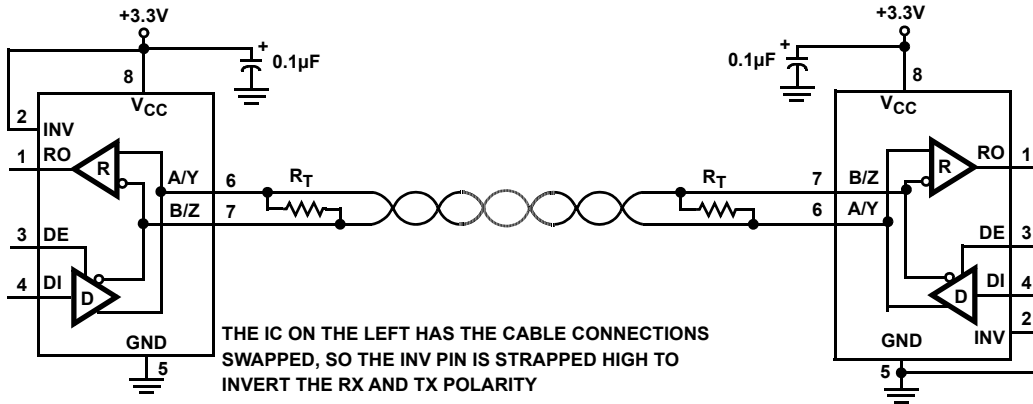 +3.3V
+
0.1µF
8
VCC
2
INV
1
RO
R
A/Y
6
RT
B/Z
7
3
DE
4
DI
D
GND
5
+3.3V
+
0.1µF
8
VCC
RO
1
R
RT
7
B/Z
6
A/Y
DE
3
DI
4
D
2
INV
GND
5
THE IC ON THE LEFT HAS THE CABLE CONNECTIONS
SWAPPED, SO THE INV PIN IS STRAPPED HIGH TO
INVERT THE RX AND TX POLARITY